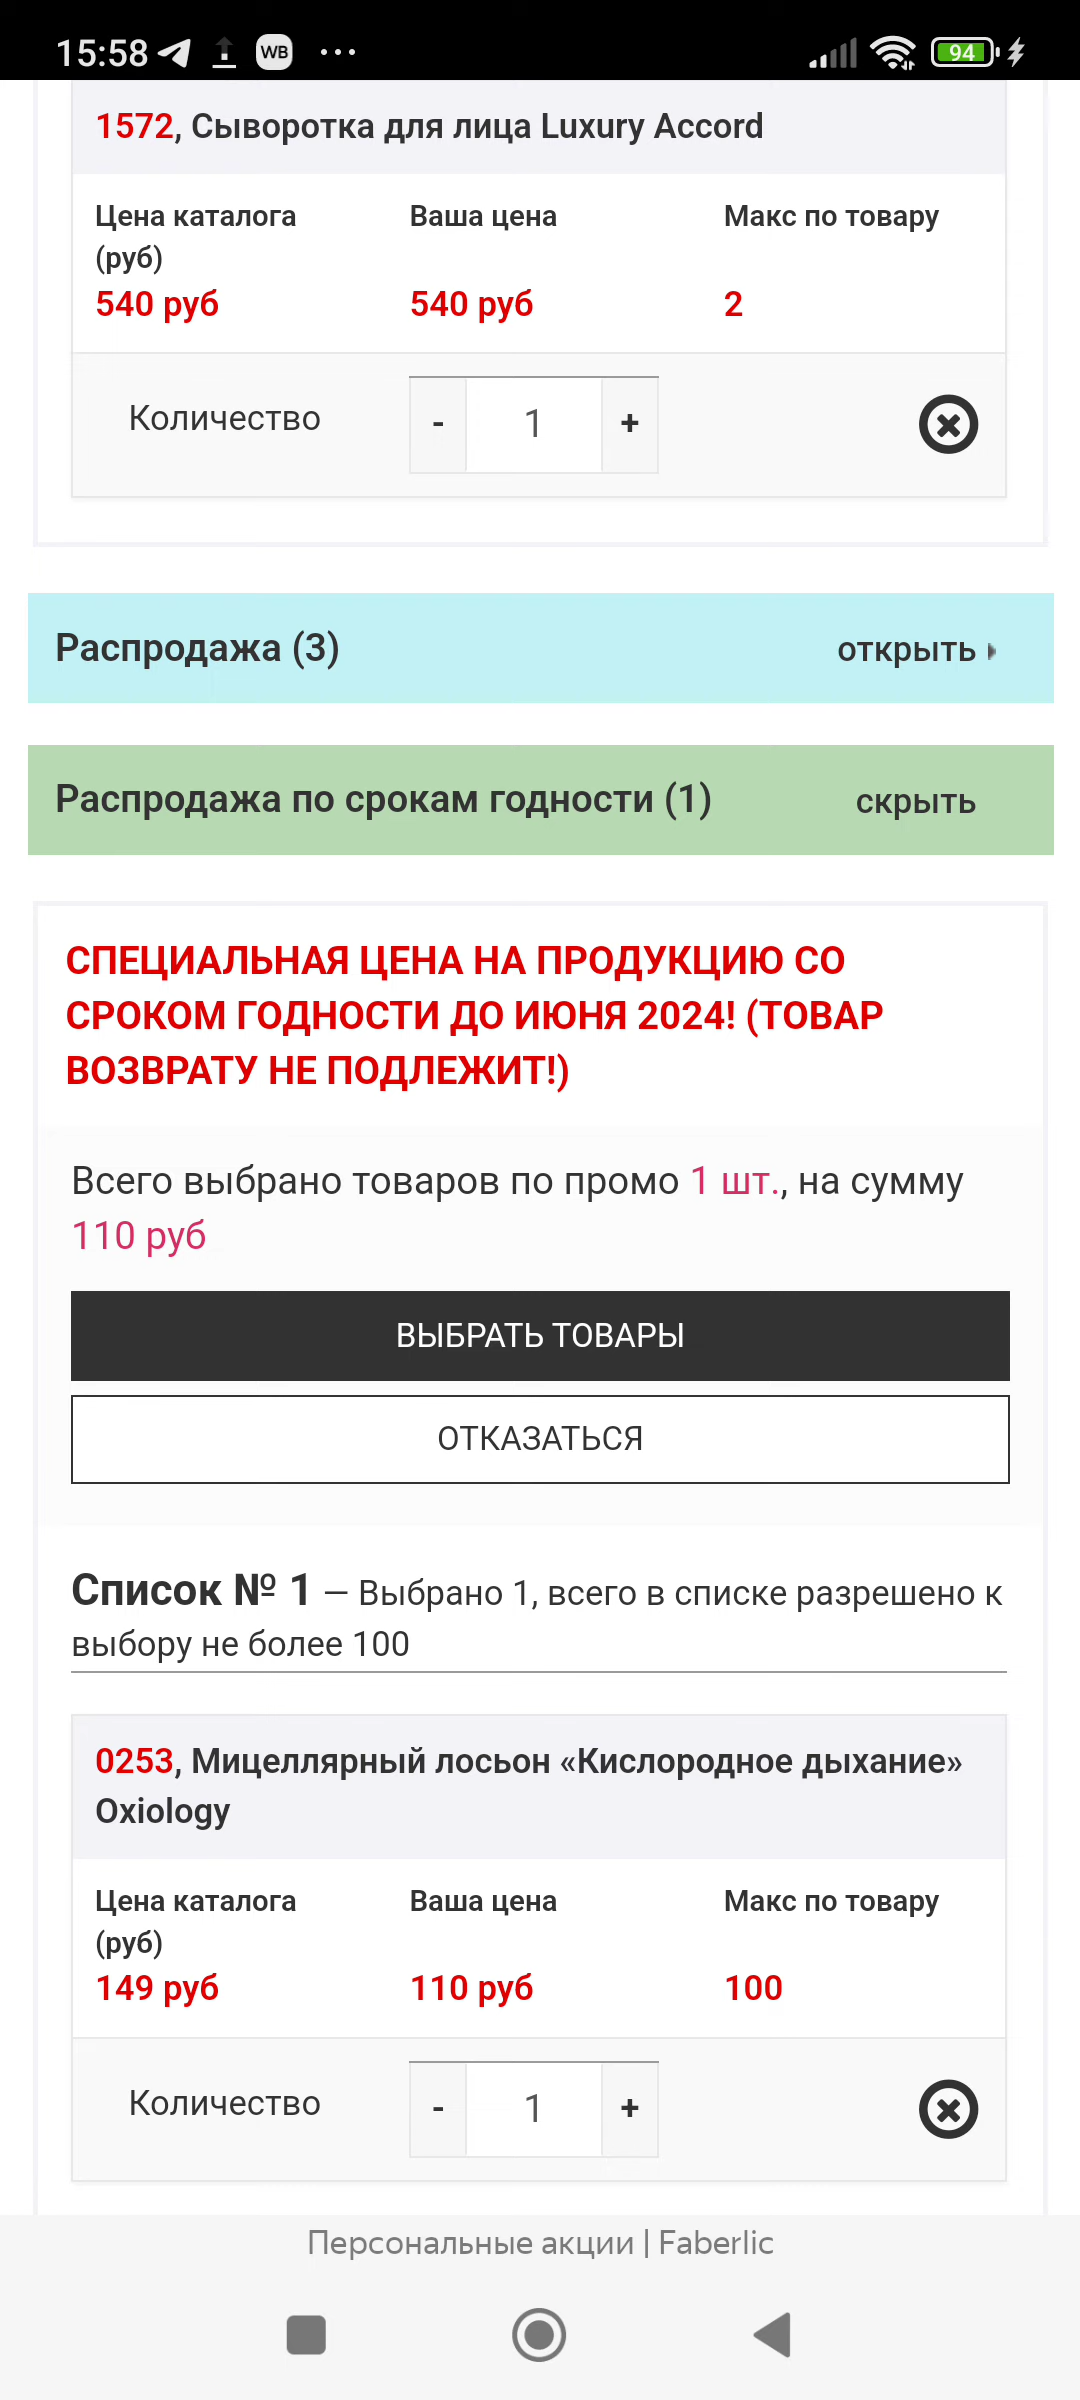 15:58 WB ... 94
1572, Сыворотка для лица Luxury Accord
Цена каталога Ваша цена Макс по товару
(руб)
540 руб 540 руб 2
Количество - 1 +
Распродажа (3) открыть
Распродажа по срокам годности (1) скрыть
СПЕЦИАЛЬНАЯ ЦЕНА НА ПРОДУКЦИЮ СО
СРОКОМ ГОДНОСТИ ДО ИЮНЯ 2024! (ТОВАР
ВОЗВРАТУ НЕ ПОДЛЕЖИТ!)
Всего выбрано товаров по промо 1 шт., на сумму
110 руб
ВЫБРАТЬ ТОВАРЫ
ОТКАЗАТЬСЯ
Список № 1 — Выбрано 1, всего в списке разрешено к
выбору не более 100
0253, Мицеллярный лосьон «Кислородное дыхание»
Oxiology
Цена каталога Ваша цена Макс по товару
(руб)
149 руб 110 руб 100
Количество - 1 +
Персональные акции | Faberlic